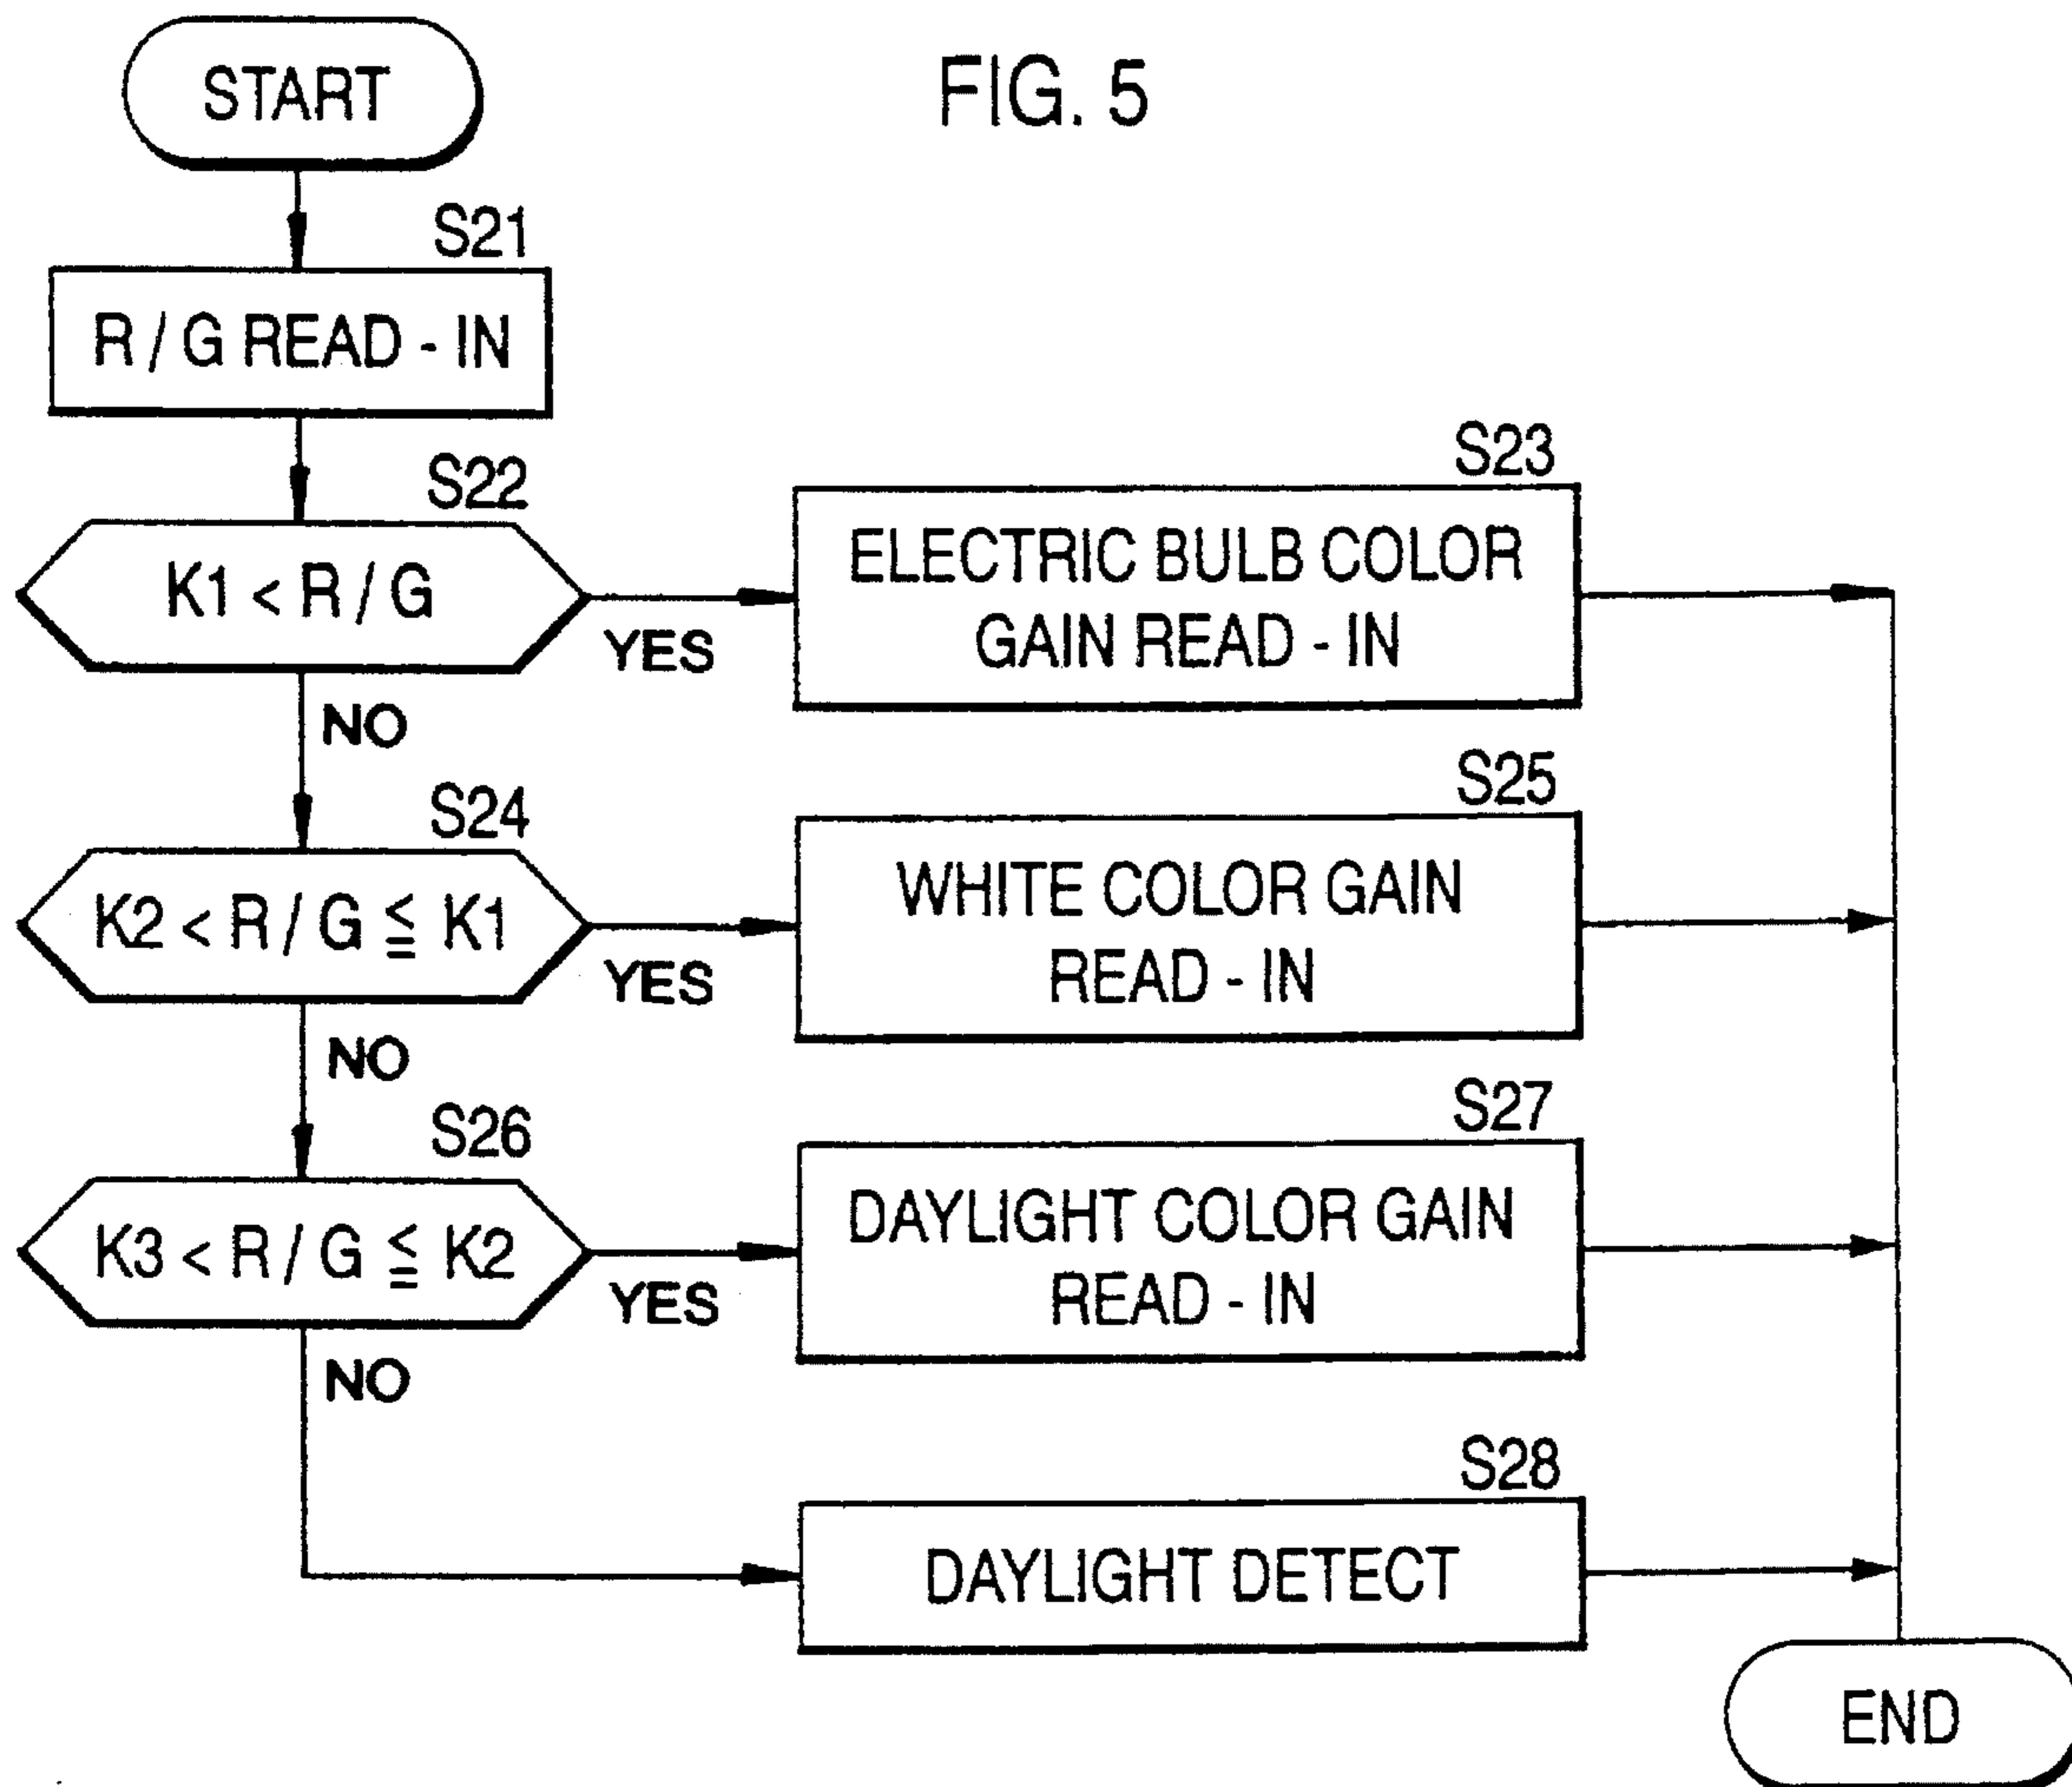 START
FIG. 5
S21
R / G READ - IN
S22
K1 < R / G
YES
NO
S23
ELECTRIC BULB COLOR
GAIN READ - IN
S24
K2 < R / G ≦ K1
YES
NO
S25
WHITE COLOR GAIN
READ - IN
S26
K3 < R / G ≦ K2
YES
NO
S27
DAYLIGHT COLOR GAIN
READ - IN
S28
DAYLIGHT DETECT
END